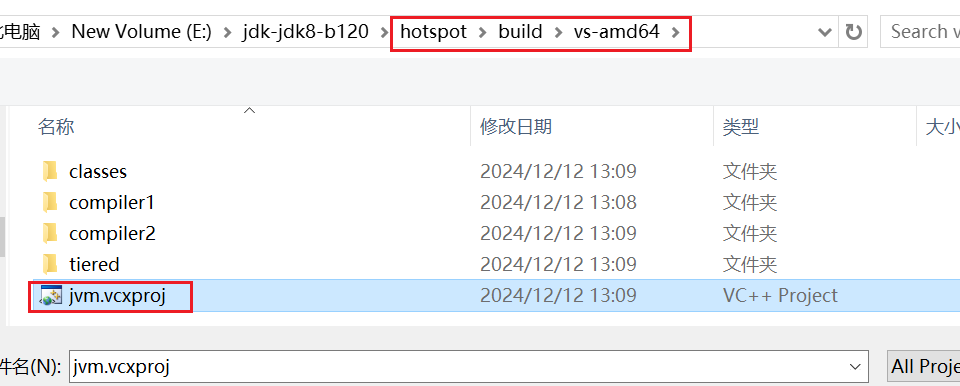 电脑 > New Volume (E:) > jdk-jdk8-b120 > hotspot > build > vs-amd64 > Search v
名称 修改日期 类型 大小
classes 2024/12/12 13:09 文件夹
compiler1 2024/12/12 13:08 文件夹
compiler2 2024/12/12 13:09 文件夹
tiered 2024/12/12 13:09 文件夹
jvm.vcxproj 2024/12/12 13:09 VC++ Project
件名(N): jvm.vcxproj All Proje